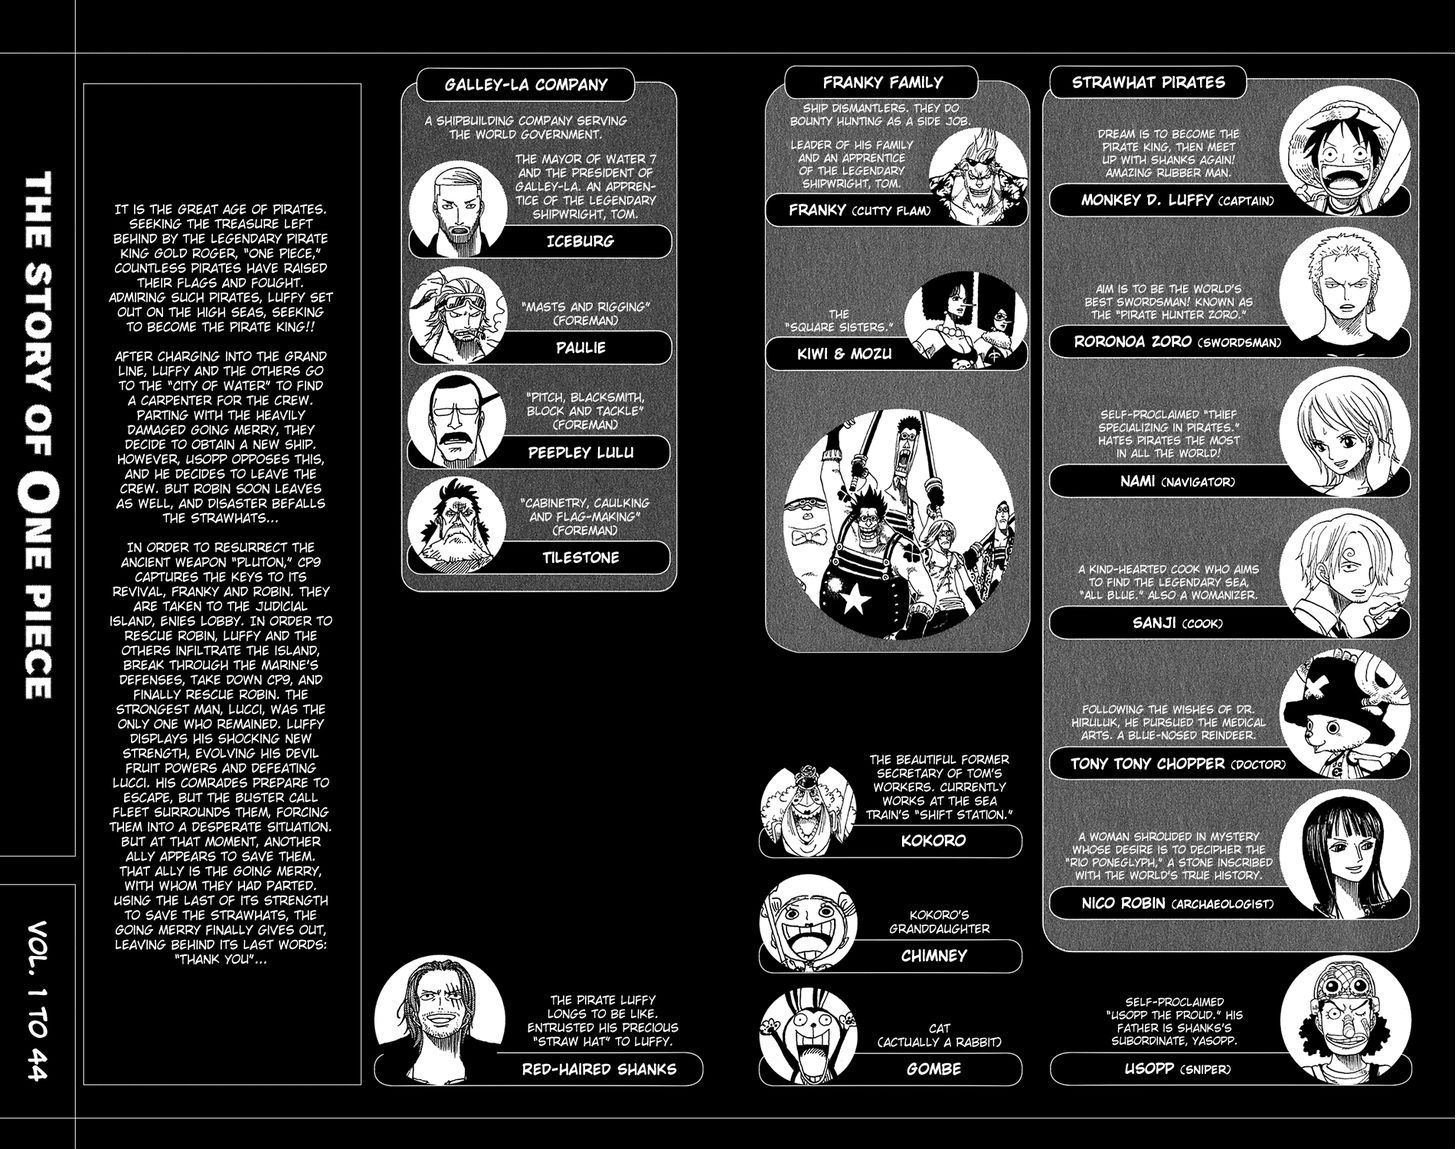 STRAWHAT PIRATES
DREAM IS TO BECOME THE
PIRATE KING, THEN MEET
UP WITH SHANKS AGAIN!
AMAZING RUBBER MAN.
MONKEY D. LUFFY (CAPTAIN)
AIM IS TO BE THE WORLD'S
BEST SWORDSMAN! KNOWN AS
THE "PIRATE HUNTER ZORO."
RORONOA ZORO (SWORDSMAN)
SELF-PROCLAIMED "THIEF
SPECIALIZING IN PIRATES."
HATES PIRATES THE MOST
IN ALL THE WORLD!
NAMI (NAVIGATOR)
A KIND-HEARTED COOK WHO AIMS
TO FIND THE LEGENDARY SEA,
"ALL BLUE." ALSO A WOMANIZER.
SANJI (COOK)
FOLLOWING THE WISHES OF DR.
HIRULUK, HE PURSUED THE MEDICAL
ARTS. A BLUE-NOSED REINDEER.
TONY TONY CHOPPER (DOCTOR)
A WOMAN SHROUDED IN MYSTERY
WHOSE DESIRE IS TO DECIPHER THE
"RIO PONEGLYPH," A STONE INSCRIBED
WITH THE WORLD'S TRUE HISTORY.
NICO ROBIN (ARCHAEOLOGIST)
SELF-PROCLAIMED
"USOPP THE PROUD." HIS
FATHER IS SHANKS'S
SUBORDINATE, YASOPP.
USOPP (SNIPER)
FRANKY FAMILY
SHIP DISMANTLERS. THEY DO
BOUNTY HUNTING AS A SIDE JOB.
LEADER OF HIS FAMILY
AND AN APPRENTICE
OF THE LEGENDARY
SHIPWRIGHT, TOM.
FRANKY (CUTTY FLAM)
THE
"SQUARE SISTERS."
KIWI & MOZU
THE BEAUTIFUL FORMER
SECRETARY OF TOM'S
WORKERS. CURRENTLY
WORKS AT THE SEA
TRAIN'S "SHIFT STATION."
KOKORO
KOKORO'S
GRANDDAUGHTER
CHIMNEY
CAT
(ACTUALLY A RABBIT)
GOMBE
GALLEY-LA COMPANY
A SHIPBUILDING COMPANY SERVING
THE WORLD GOVERNMENT.
THE MAYOR OF WATER 7
AND THE PRESIDENT OF
GALLEY-LA. AN APPREN-
TICE OF THE LEGENDARY
SHIPWRIGHT, TOM.
ICEBURG
"MASTS AND RIGGING"
(FOREMAN)
PAULIE
"PITCH, BLACKSMITH,
BLOCK AND TACKLE"
(FOREMAN)
PEEPLEY LULU
"CABINETRY, CAULKING
AND FLAG-MAKING"
(FOREMAN)
TILESTONE
THE PIRATE LUFFY
LONGS TO BE LIKE.
ENTRUSTED HIS PRECIOUS
"STRAW HAT" TO LUFFY.
RED-HAIRED SHANKS
IT IS THE GREAT AGE OF PIRATES.
SEEKING THE TREASURE LEFT
BEHIND BY THE LEGENDARY PIRATE
KING GOLD ROGER, "ONE PIECE,"
COUNTLESS PIRATES HAVE RAISED
THEIR FLAGS AND FOUGHT.
ADMIRING SUCH PIRATES, LUFFY SET
OUT ON THE HIGH SEAS, SEEKING
TO BECOME THE PIRATE KING!!
AFTER CHARGING INTO THE GRAND
LINE, LUFFY AND THE OTHERS GO
TO THE "CITY OF WATER" TO FIND
A CARPENTER FOR THE CREW.
PARTING WITH THE HEAVILY
DAMAGED GOING MERRY, THEY
DECIDE TO OBTAIN A NEW SHIP.
HOWEVER, USOPP OPPOSES THIS,
AND HE DECIDES TO LEAVE THE
CREW. BUT ROBIN SOON LEAVES
AS WELL, AND DISASTER BEFALLS
THE STRAWHATS...
IN ORDER TO RESURRECT THE
ANCIENT WEAPON "PLUTON," CP9
CAPTURES THE KEYS TO ITS
REVIVAL, FRANKY AND ROBIN. THEY
ARE TAKEN TO THE JUDICIAL
ISLAND, ENIES LOBBY. IN ORDER TO
RESCUE ROBIN, LUFFY AND THE
OTHERS INFILTRATE THE ISLAND,
BREAK THROUGH THE MARINE'S
DEFENSES, TAKE DOWN CP9, AND
FINALLY RESCUE ROBIN. THE
STRONGEST MAN, LUCCI, WAS THE
ONLY ONE WHO REMAINED. LUFFY
DISPLAYS HIS SHOCKING NEW
STRENGTH, EVOLVING HIS DEVIL
FRUIT POWERS AND DEFEATING
LUCCI. HIS COMRADES PREPARE TO
ESCAPE, BUT THE BUSTER CALL
FLEET SURROUNDS THEM, FORCING
THEM INTO A DESPERATE SITUATION.
BUT AT THAT MOMENT, ANOTHER
ALLY APPEARS TO SAVE THEM.
THAT ALLY IS THE GOING MERRY,
WITH WHOM THEY HAD PARTED.
USING THE LAST OF ITS STRENGTH
TO SAVE THE STRAWHATS, THE
GOING MERRY FINALLY GIVES OUT,
LEAVING BEHIND ITS LAST WORDS:
"THANK YOU"...
THE STORY OF ONE PIECE
VOL. 1 TO 44